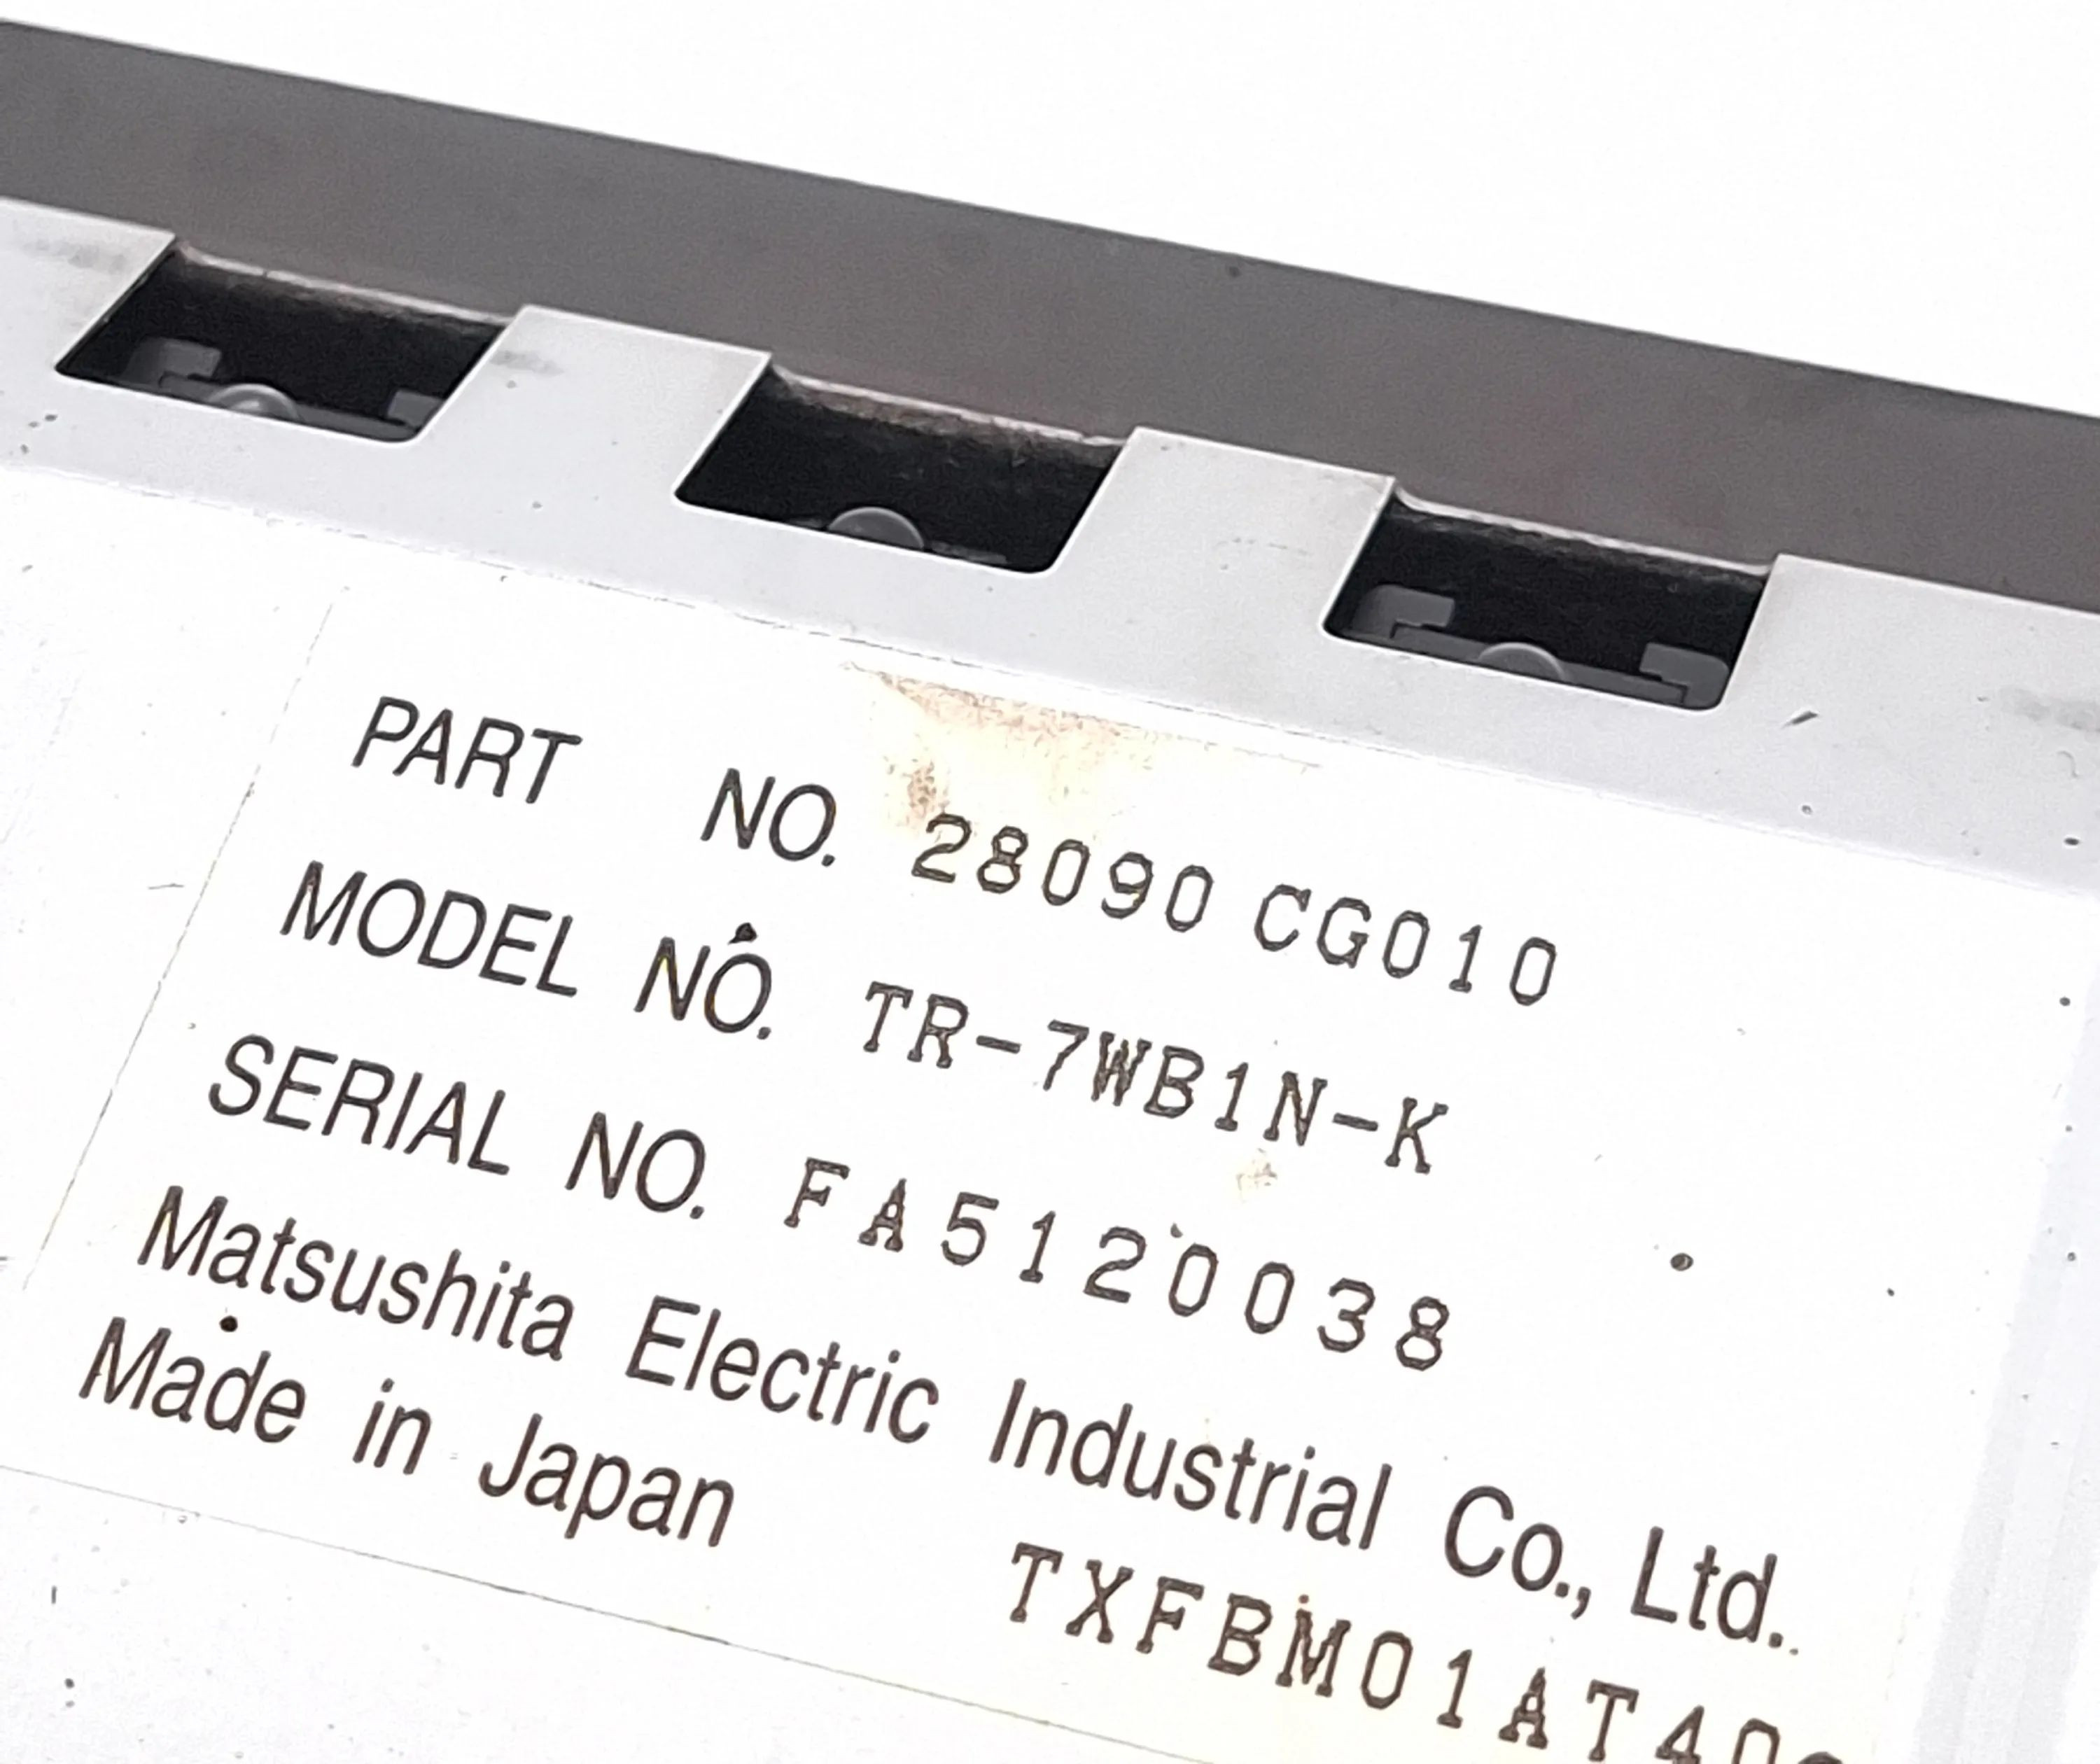 PART NO. 28090 CG010
MODEL NO. TR-7WB1N-K
SERIAL NO. FA5120038
Matsushita Electric Industrial Co., Ltd.
Made in Japan